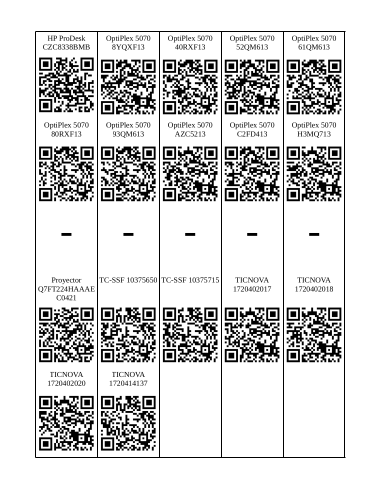 HP ProDesk
CZC8338BMB
OptiPlex 5070
8YQXF13
OptiPlex 5070
40RXF13
OptiPlex 5070
52QM613
OptiPlex 5070
61QM613
OptiPlex 5070
80RXF13
OptiPlex 5070
93QM613
OptiPlex 5070
AZC5213
OptiPlex 5070
C2FD413
OptiPlex 5070
H3MQ713
-
-
-
-
-
Proyector
Q7FT224HAAAE
C0421
TC-SSF 10375650
TC-SSF 10375715
TICNOVA
1720402017
TICNOVA
1720402018
TICNOVA
1720402020
TICNOVA
1720414137